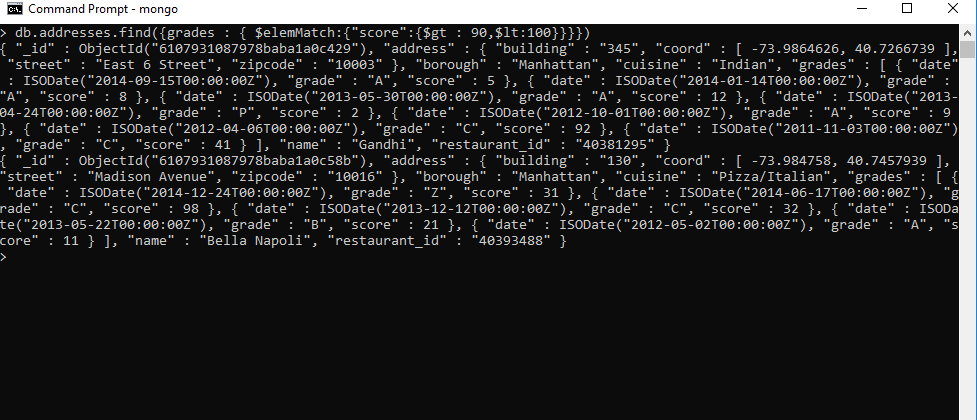 Command Prompt - mongo
> db.addresses.find({grades : { $elemMatch:{"score":{$gt : 90,$lt:100}}}})
{ "_id" : ObjectId("6107931087978baba1a0c429"), "address" : { "building" : "345", "coord" : [ -73.9864626, 40.7266739 ],
 "street" : "East 6 Street", "zipcode" : "10003" }, "borough" : "Manhattan", "cuisine" : "Indian", "grades" : [ { "date"
 : ISODate("2014-09-15T00:00:00Z"), "grade" : "A", "score" : 5 }, { "date" : ISODate("2014-01-14T00:00:00Z"), "grade" :
"A", "score" : 8 }, { "date" : ISODate("2013-05-30T00:00:00Z"), "grade" : "A", "score" : 12 }, { "date" : ISODate("2013-
04-24T00:00:00Z"), "grade" : "P", "score" : 2 }, { "date" : ISODate("2012-10-01T00:00:00Z"), "grade" : "A", "score" : 9
}, { "date" : ISODate("2012-04-06T00:00:00Z"), "grade" : "C", "score" : 92 }, { "date" : ISODate("2011-11-03T00:00:00Z")
, "grade" : "C", "score" : 41 } ], "name" : "Gandhi", "restaurant_id" : "40381295" }
{ "_id" : ObjectId("6107931087978baba1a0c58b"), "address" : { "building" : "130", "coord" : [ -73.984758, 40.7457939 ],
"street" : "Madison Avenue", "zipcode" : "10016" }, "borough" : "Manhattan", "cuisine" : "Pizza/Italian", "grades" : [ {
 "date" : ISODate("2014-12-24T00:00:00Z"), "grade" : "Z", "score" : 31 }, { "date" : ISODate("2014-06-17T00:00:00Z"), "g
rade" : "C", "score" : 98 }, { "date" : ISODate("2013-12-12T00:00:00Z"), "grade" : "C", "score" : 32 }, { "date" : ISODa
te("2013-05-22T00:00:00Z"), "grade" : "B", "score" : 21 }, { "date" : ISODate("2012-05-02T00:00:00Z"), "grade" : "A", "s
core" : 11 } ], "name" : "Bella Napoli", "restaurant_id" : "40393488" }
>